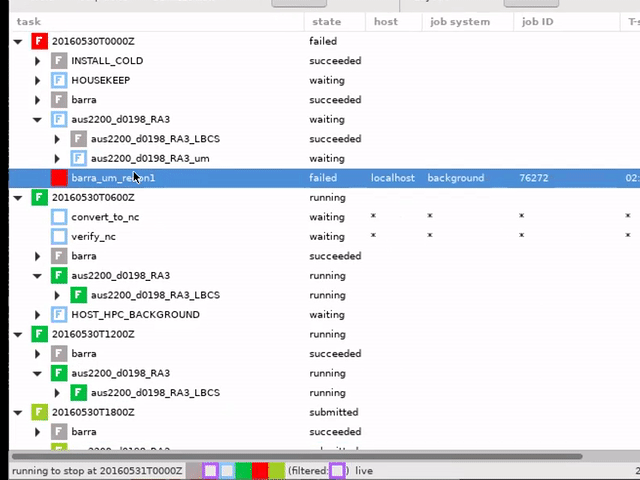 task state host job system job ID T-s
F 20160530T0000Z failed
F INSTALL_COLD succeeded
F HOUSEKEEP waiting
F barra succeeded
F aus2200_d0198_RA3 waiting
F aus2200_d0198_RA3_LBCS succeeded
F aus2200_d0198_RA3_um waiting
barra_um_recon1 failed localhost background 76272 02:
F 20160530T0600Z running
convert_to_nc waiting * * * *
verify_nc waiting * * * *
F barra succeeded
F aus2200_d0198_RA3 running
F aus2200_d0198_RA3_LBCS running
F HOST_HPC_BACKGROUND waiting
F 20160530T1200Z running
F barra succeeded
F aus2200_d0198_RA3 running
F aus2200_d0198_RA3_LBCS running
F 20160530T1800Z submitted
F barra succeeded
running to stop at 20160531T0000Z (filtered: ) live 2